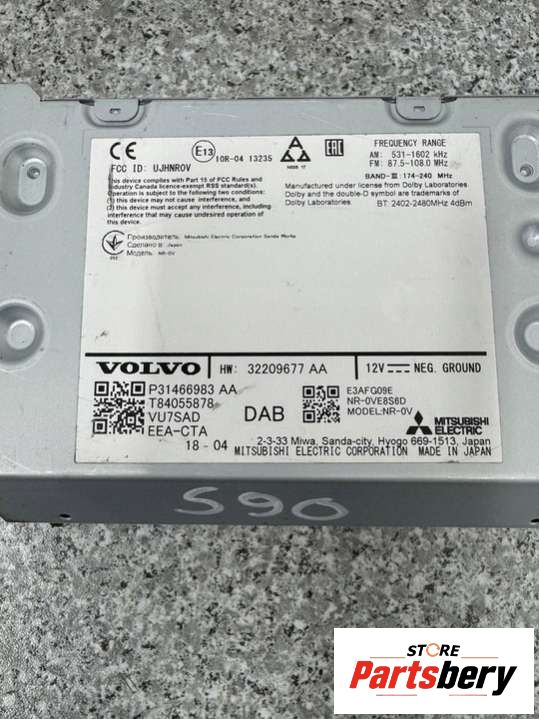 CE
E13 10R-04 13235
EAC
FCC ID: UJHNROV
this device complies with Part 15 of FCC Rules and
Industry Canada licence-exempt RSS standard(s).
Operation is subject to the following two conditions:
(1) this device may not cause interference, and
(2) this device must accept any interference,
including interference that may cause undesired operation of
this device.
FREQUENCY RANGE
AM: 531-1602 kHz
FM: 87.5-108.0 MHz
BAND-Ⅲ: 174-240 kHz
Manufactured under license from Dolby Laboratories
Dolby and the double-D symbol are trademarks of
Dolby Laboratories.
BT: 2402-2480MHz 4dBm
Производитель: Mitsubishi Electric Corporation Sanda Works
Сделано В: Japan
Модель: NR-0V
VOLVO
HW: 32209677 AA
12V NEG. GROUND
P31466983 AA
T84055878
VU7SAD
EEA-CTA
18-04
DAB
E3AFG09E
NR-0VE8S6D
MODEL:NR-0V
MITSUBISHI
ELECTRIC
2-3-33 Miwa, Sanda-city, Hyogo 669-1513, Japan
MITSUBISHI ELECTRIC CORPORATION MADE IN JAPAN
S90
STORE
Partsbery